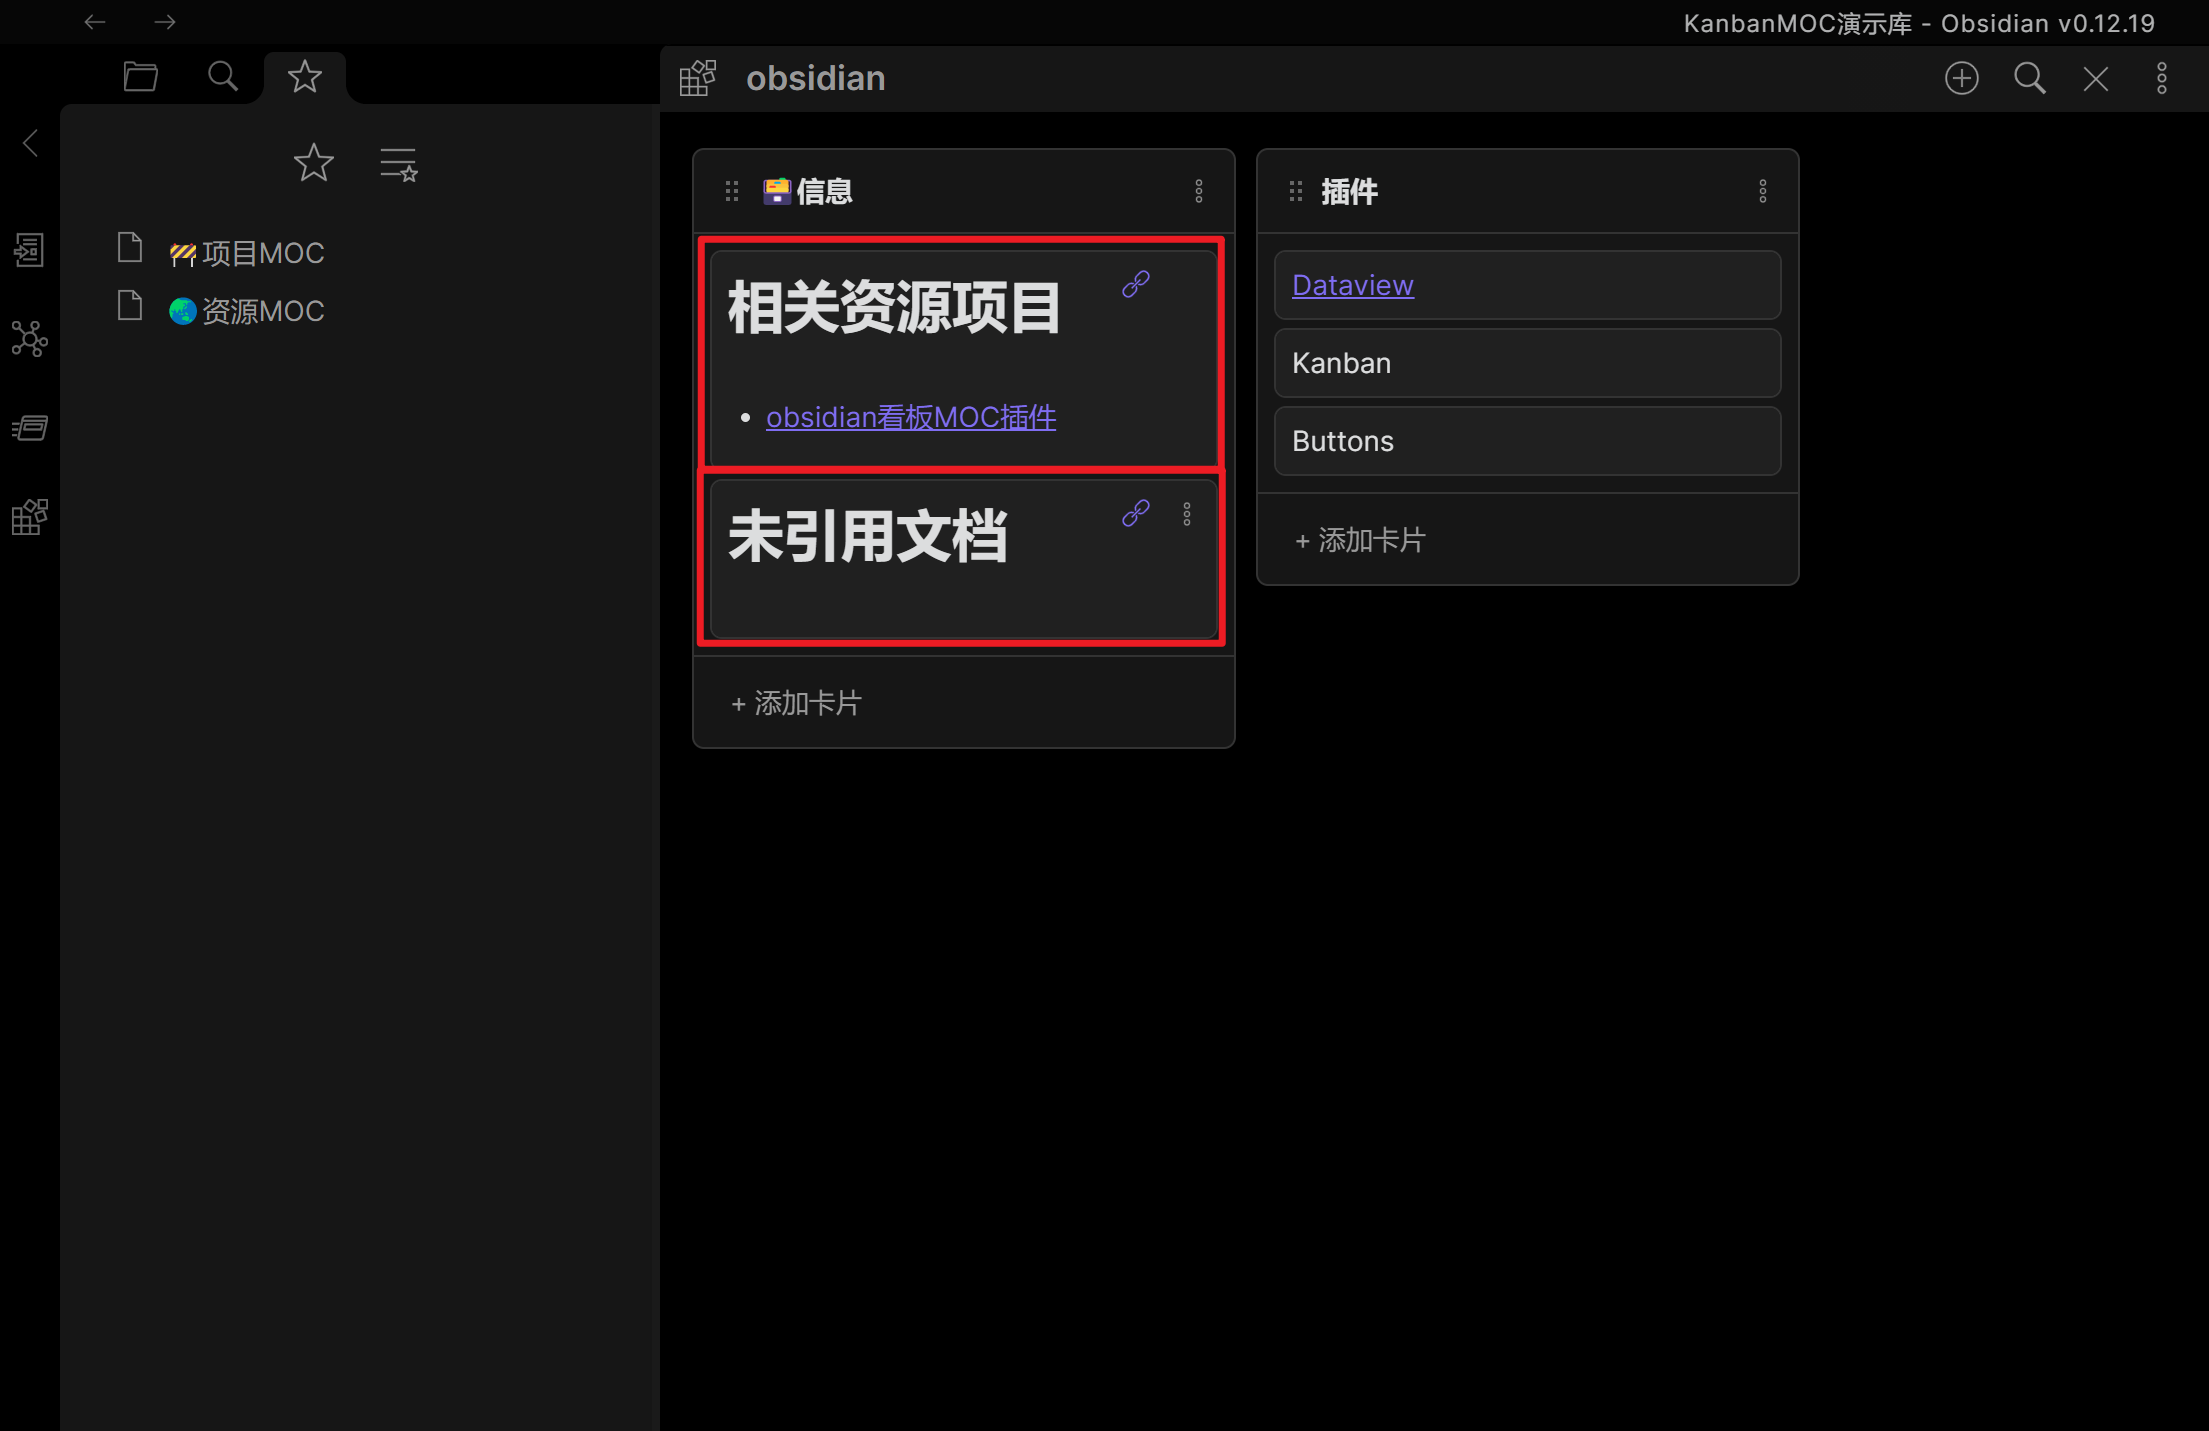 KanbanMOC演示库 - Obsidian v0.12.19
obsidian
项目MOC
资源MOC
信息
相关资源项目
obsidian看板MOC插件
未引用文档
+ 添加卡片
插件
Dataview
Kanban
Buttons
+ 添加卡片